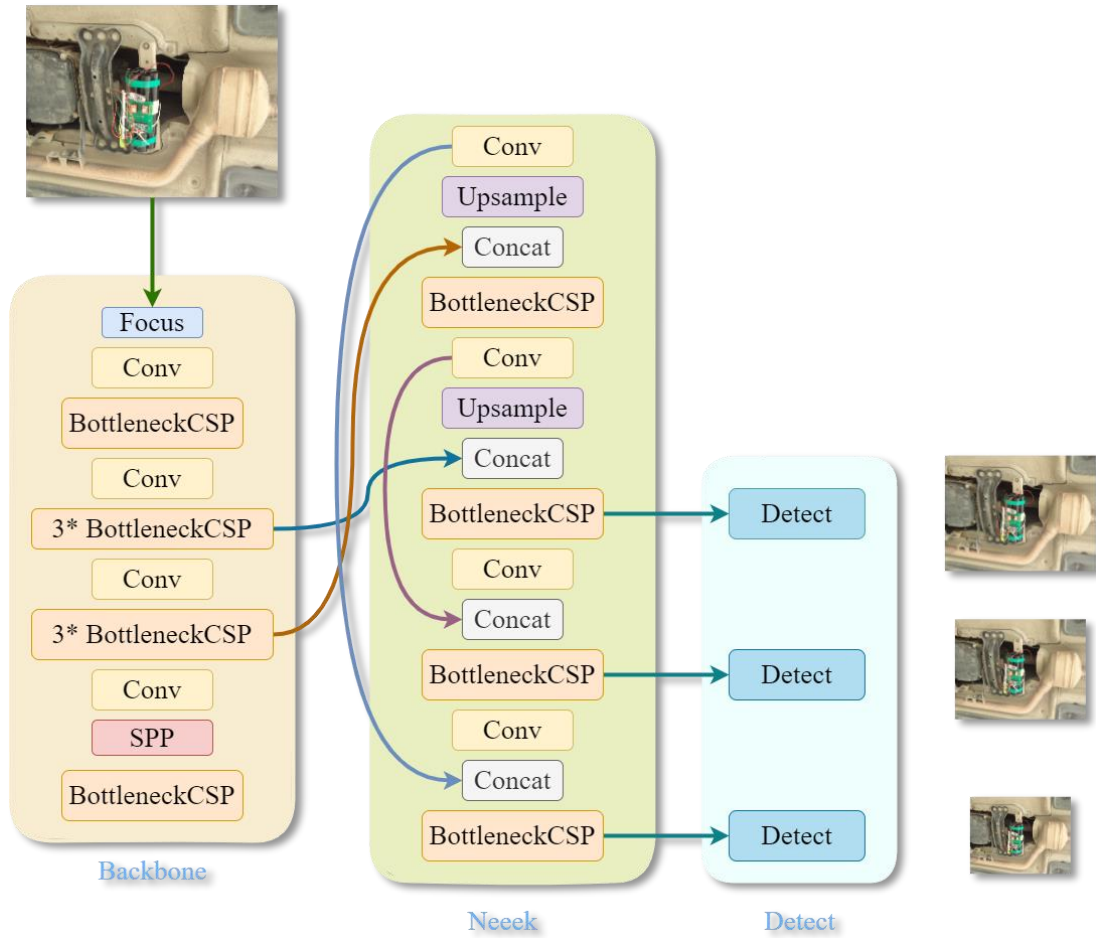 Focus
Conv
BottleneckCSP
Conv
3* BottleneckCSP
Conv
3* BottleneckCSP
Conv
SPP
BottleneckCSP
Backbone
Conv
Upsample
Concat
BottleneckCSP
Conv
Upsample
Concat
BottleneckCSP
Conv
Concat
BottleneckCSP
Conv
Concat
BottleneckCSP
Neeek
Detect
Detect
Detect
Detect